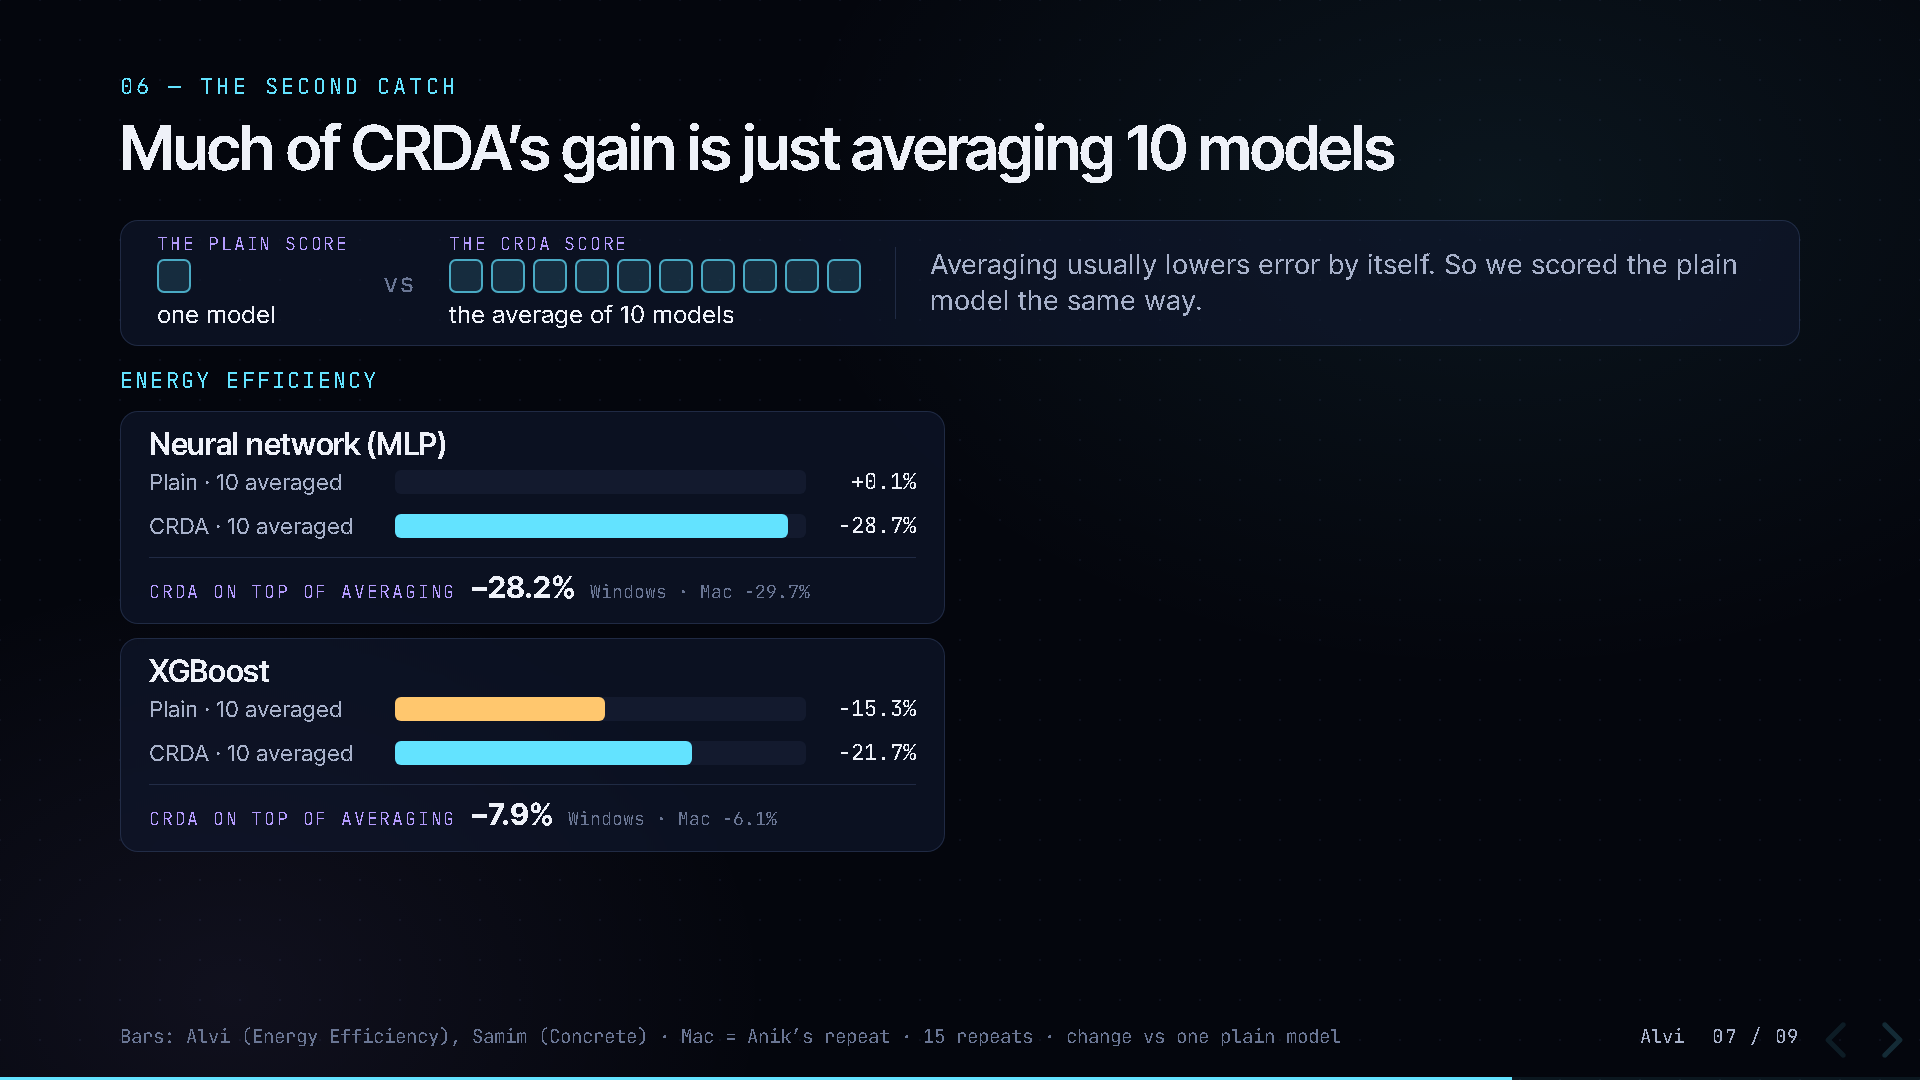 06 — THE SECOND CATCH
Much of CRDA’s gain is just averaging 10 models
THE PLAIN SCORE
one model
vs
THE CRDA SCORE
the average of 10 models
Averaging usually lowers error by itself. So we scored the plain
model the same way.
ENERGY EFFICIENCY
Neural network (MLP)
Plain · 10 averaged +0.1%
CRDA · 10 averaged -28.7%
CRDA ON TOP OF AVERAGING −28.2% Windows · Mac -29.7%
XGBoost
Plain · 10 averaged -15.3%
CRDA · 10 averaged -21.7%
CRDA ON TOP OF AVERAGING −7.9% Windows · Mac -6.1%
Bars: Alvi (Energy Efficiency), Samim (Concrete) · Mac = Anik’s repeat · 15 repeats · change vs one plain model
Alvi 07 / 09